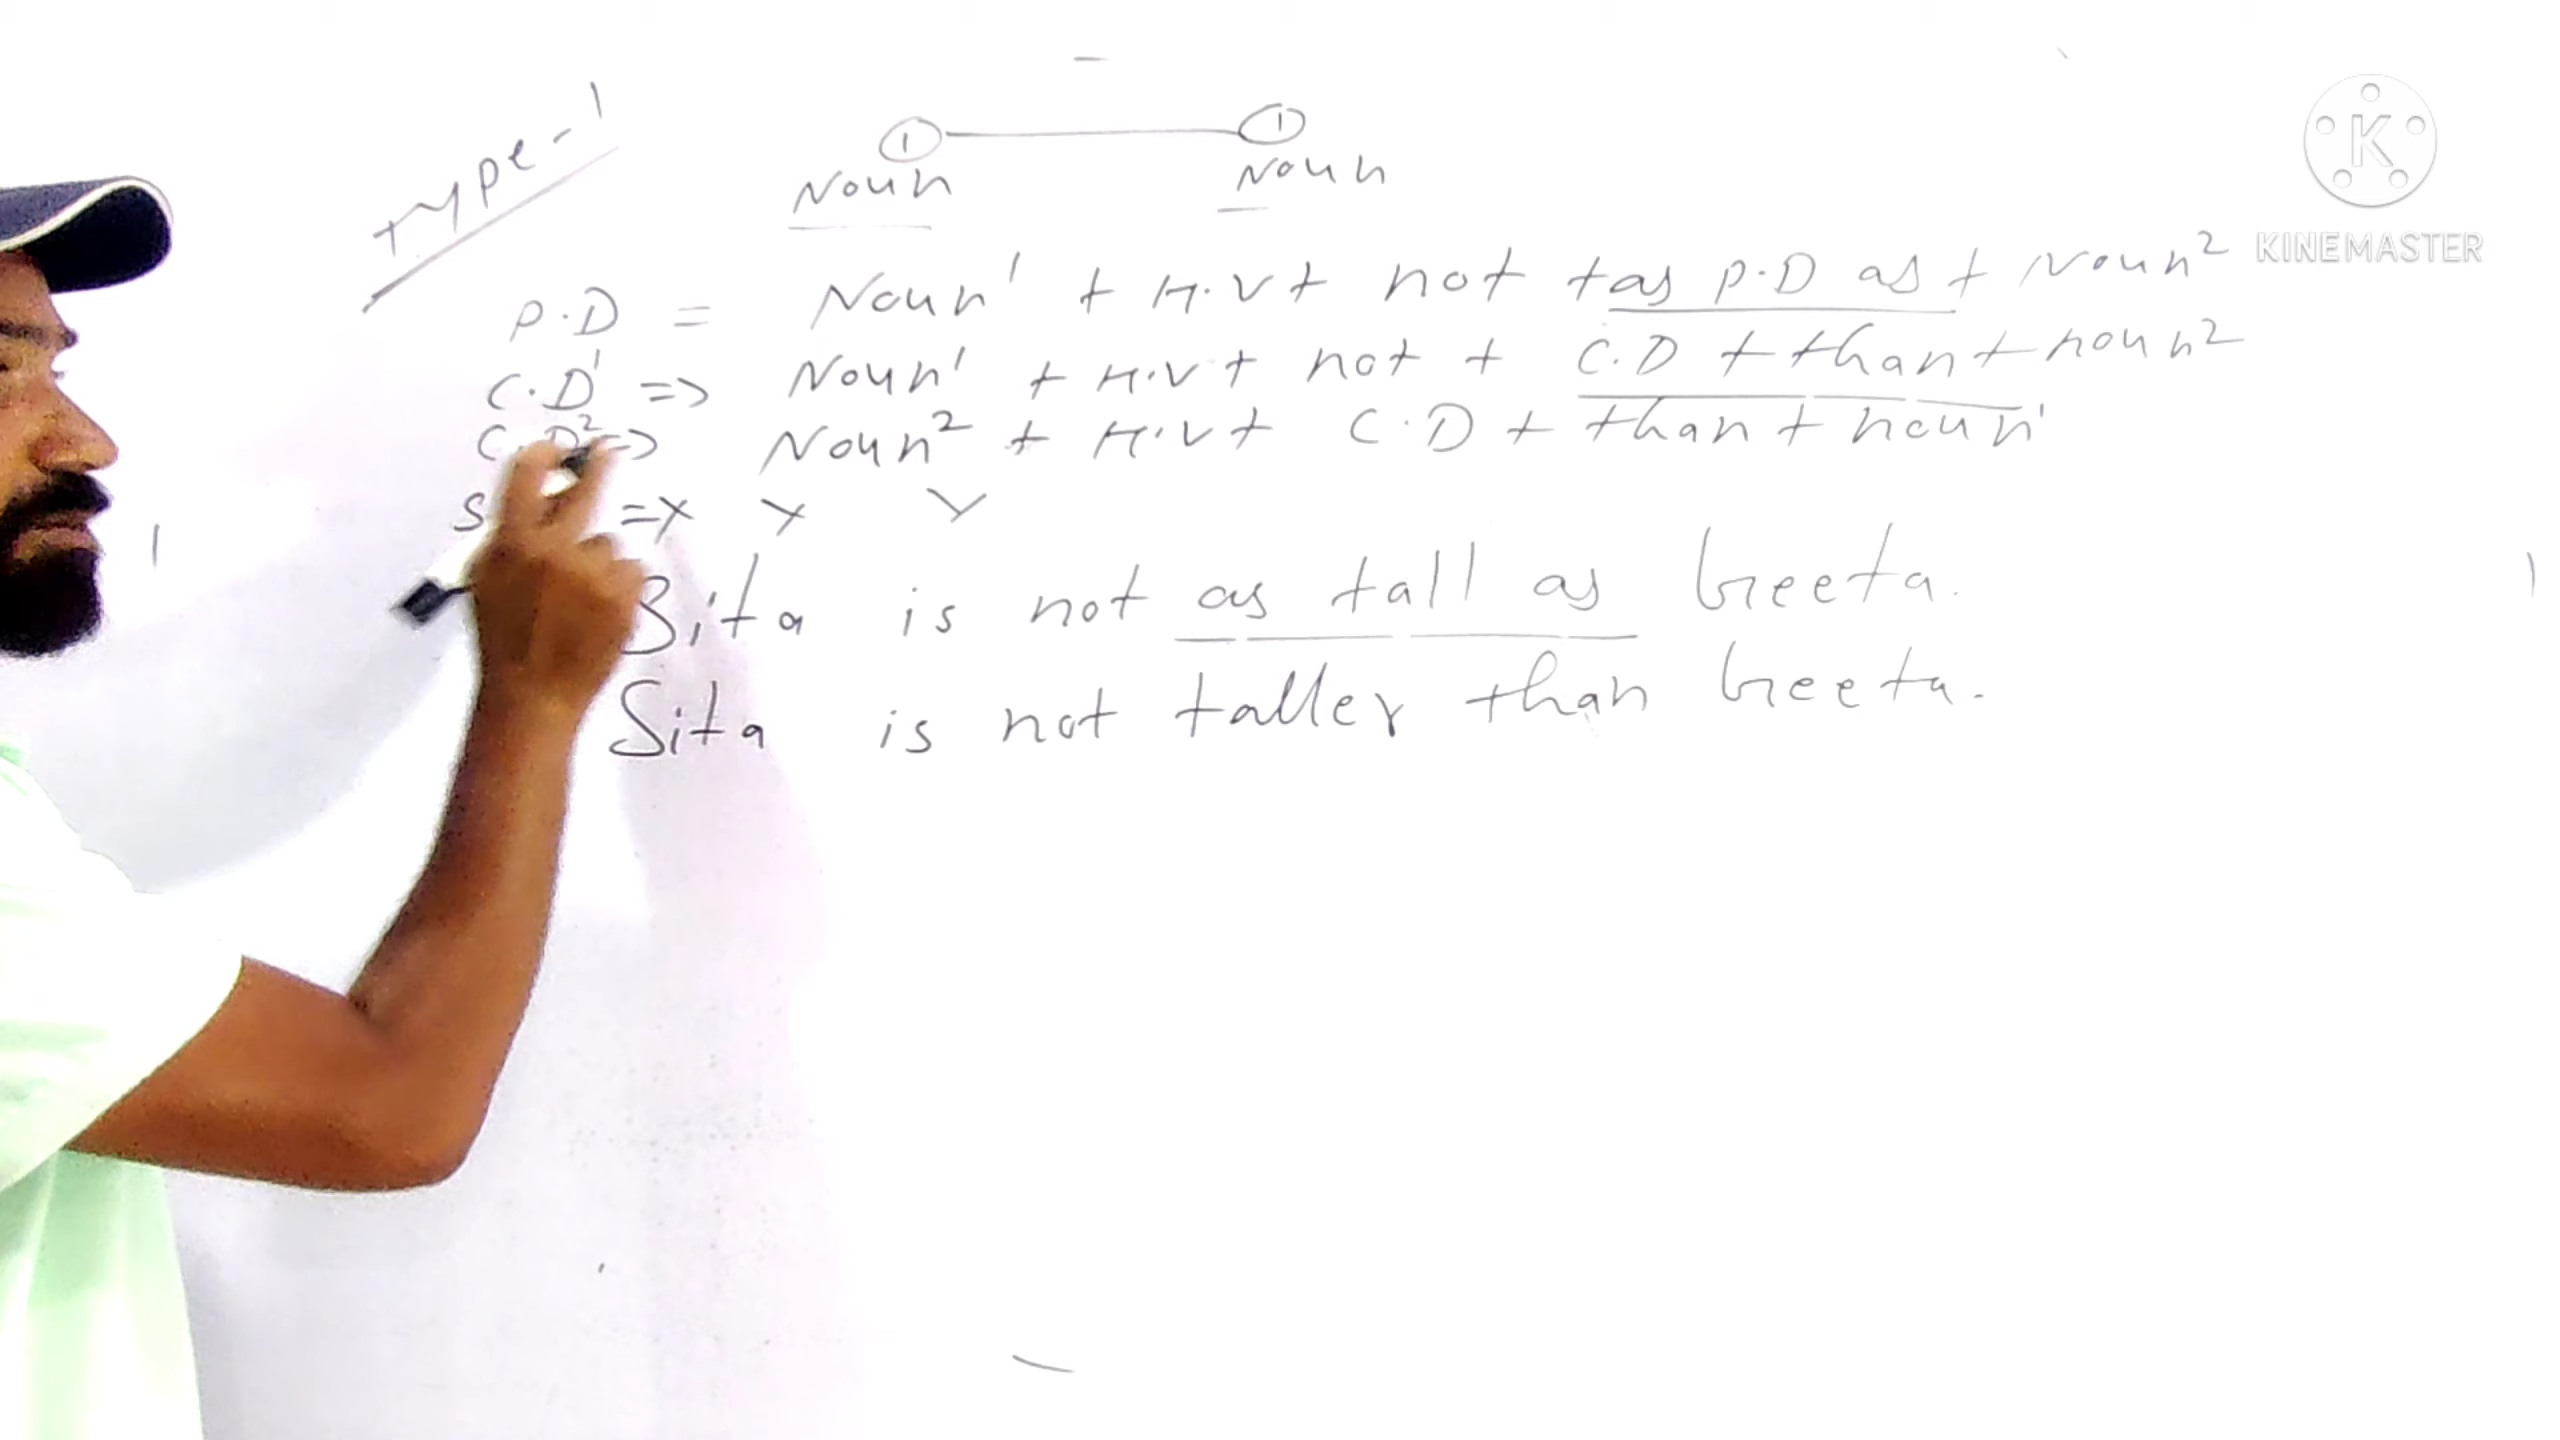 Type-1
① ①
Noun Noun
P.D = Noun¹ + H.V + not + as P.D as + Noun²
C.D¹ => Noun¹ + H.V + not + C.D + than + noun²
C.D² => Noun² + H.V + C.D + than + noun¹
S = x x
Sita is not as tall as Geeta.
Sita is not taller than Geeta.
K
KINEMASTER